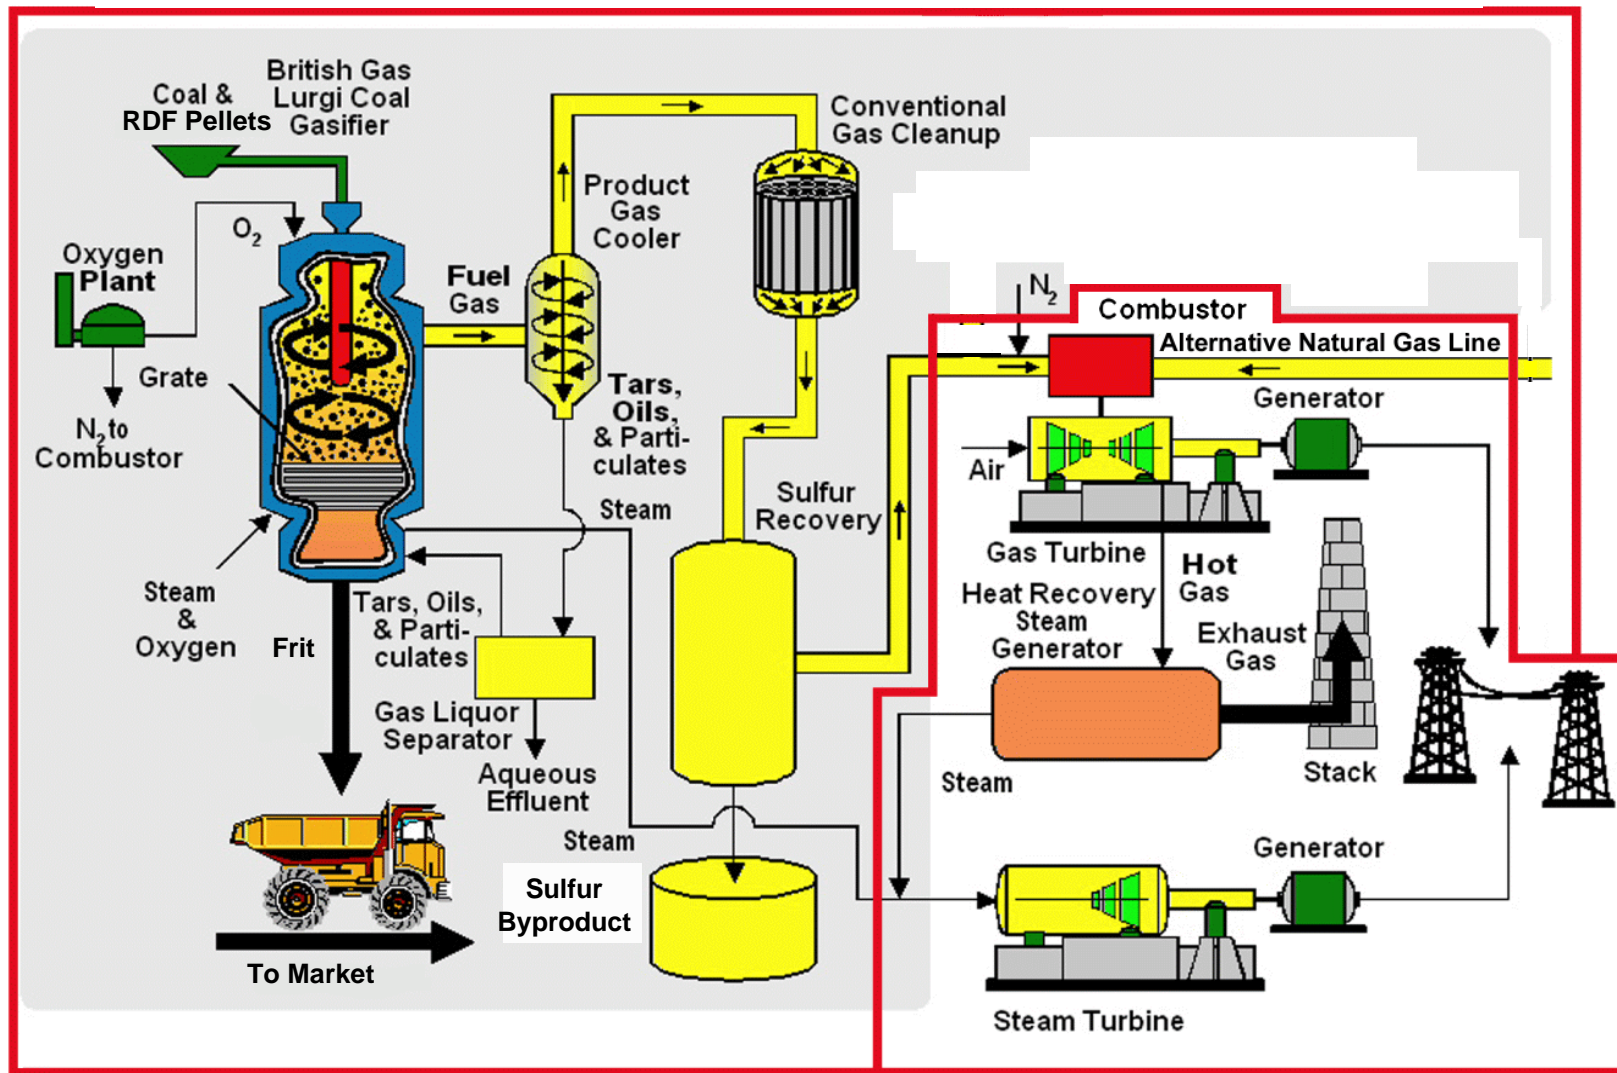 British Gas
Lurgi Coal
Gasifier
Coal &
RDF Pellets
Conventional
Gas Cleanup
Product
Gas
Cooler
O2
Oxygen
Plant
Fuel
Gas
N2
Combustor
Alternative Natural Gas Line
Grate
Tars,
Oils,
& Parti-
culates
Generator
N2 to
Combustor
Air
Steam
Sulfur
Recovery
Gas Turbine
Hot
Gas
Heat Recovery
Steam
Generator
Exhaust
Gas
Steam
&
Oxygen
Frit
Tars, Oils,
& Parti-
culates
Gas Liquor
Separator
Aqueous
Effluent
Steam
Stack
Steam
Generator
Sulfur
Byproduct
To Market
Steam Turbine